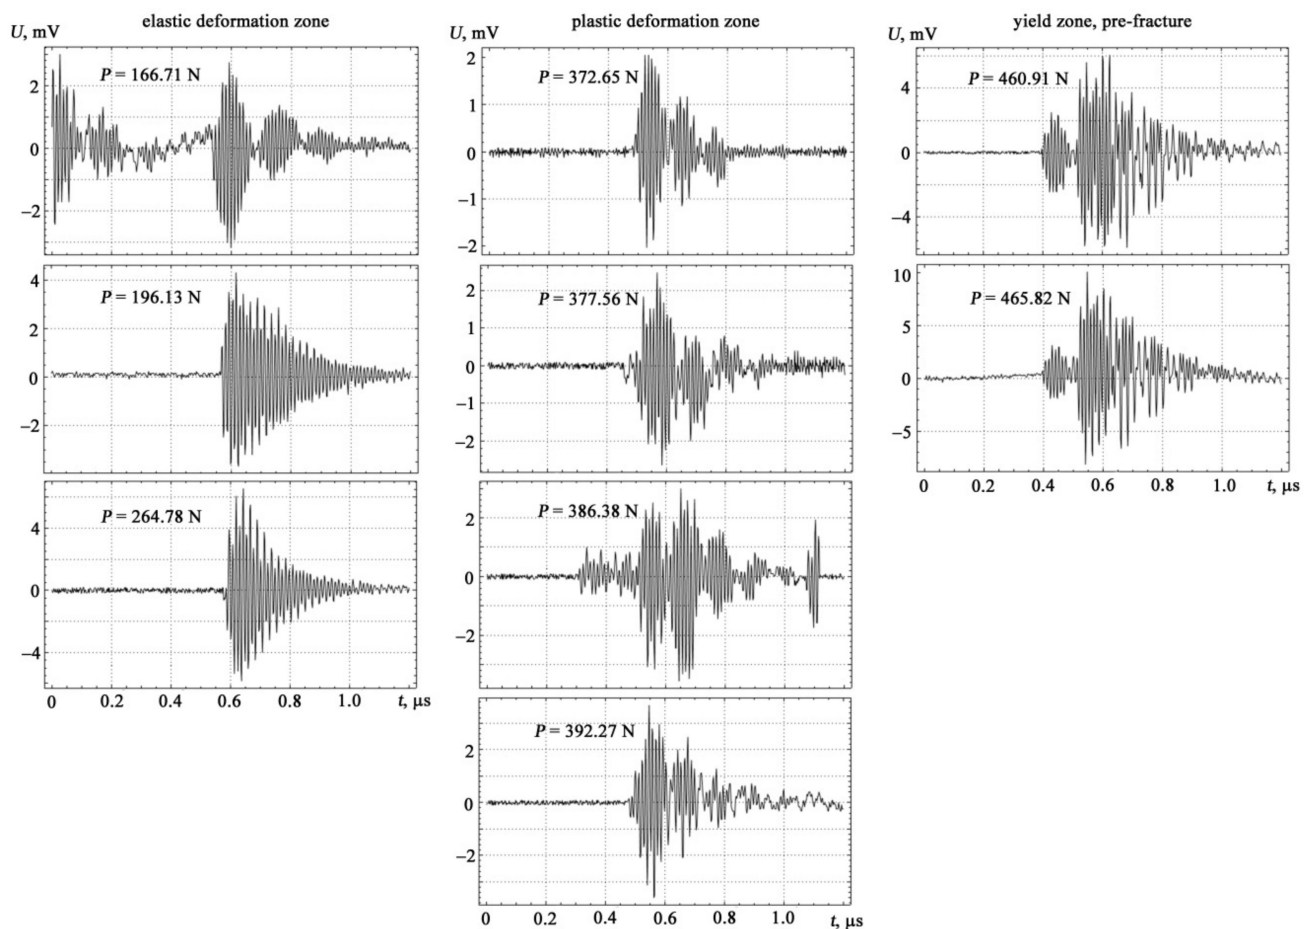 elastic deformation zone
plastic deformation zone
yield zone, pre-fracture
U, mV
U, mV
U, mV
P = 166.71 N
2
0
−2
P = 196.13 N
4
2
0
−2
P = 264.78 N
4
0
−4
0 0.2 0.4 0.6 0.8 1.0 t, μs
P = 372.65 N
2
1
0
−1
−2
P = 377.56 N
2
1
0
−1
−2
P = 386.38 N
2
0
−2
P = 392.27 N
2
0
−2
0 0.2 0.4 0.6 0.8 1.0 t, μs
P = 460.91 N
4
0
−4
P = 465.82 N
10
5
0
−5
0 0.2 0.4 0.6 0.8 1.0 t, μs